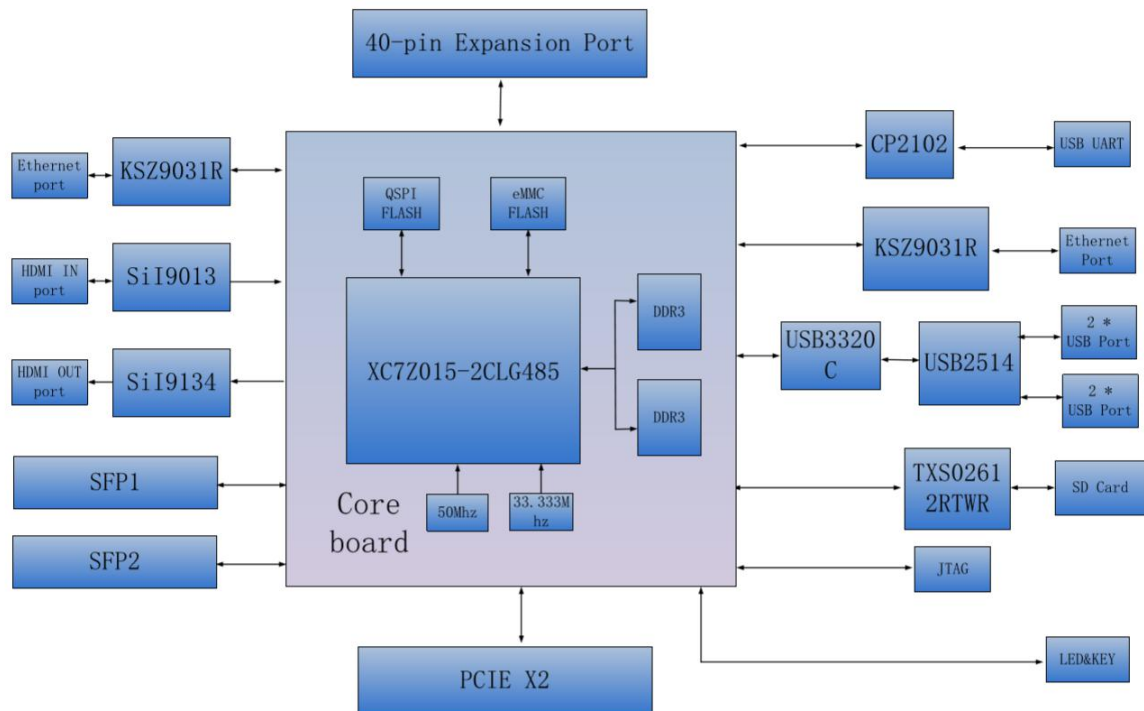 40-pin Expansion Port
Ethernet
port
KSZ9031R
HDMI IN
port
SiI9013
HDMI OUT
port
SiI9134
SFP1
SFP2
QSPI
FLASH
eMMC
FLASH
XC7Z015-2CLG485
DDR3
DDR3
50Mhz
33.333M
hz
Core
board
PCIE X2
CP2102
USB UART
KSZ9031R
Ethernet
Port
USB3320
C
USB2514
2 *
USB Port
2 *
USB Port
TXS0261
2RTWR
SD Card
JTAG
LED&KEY